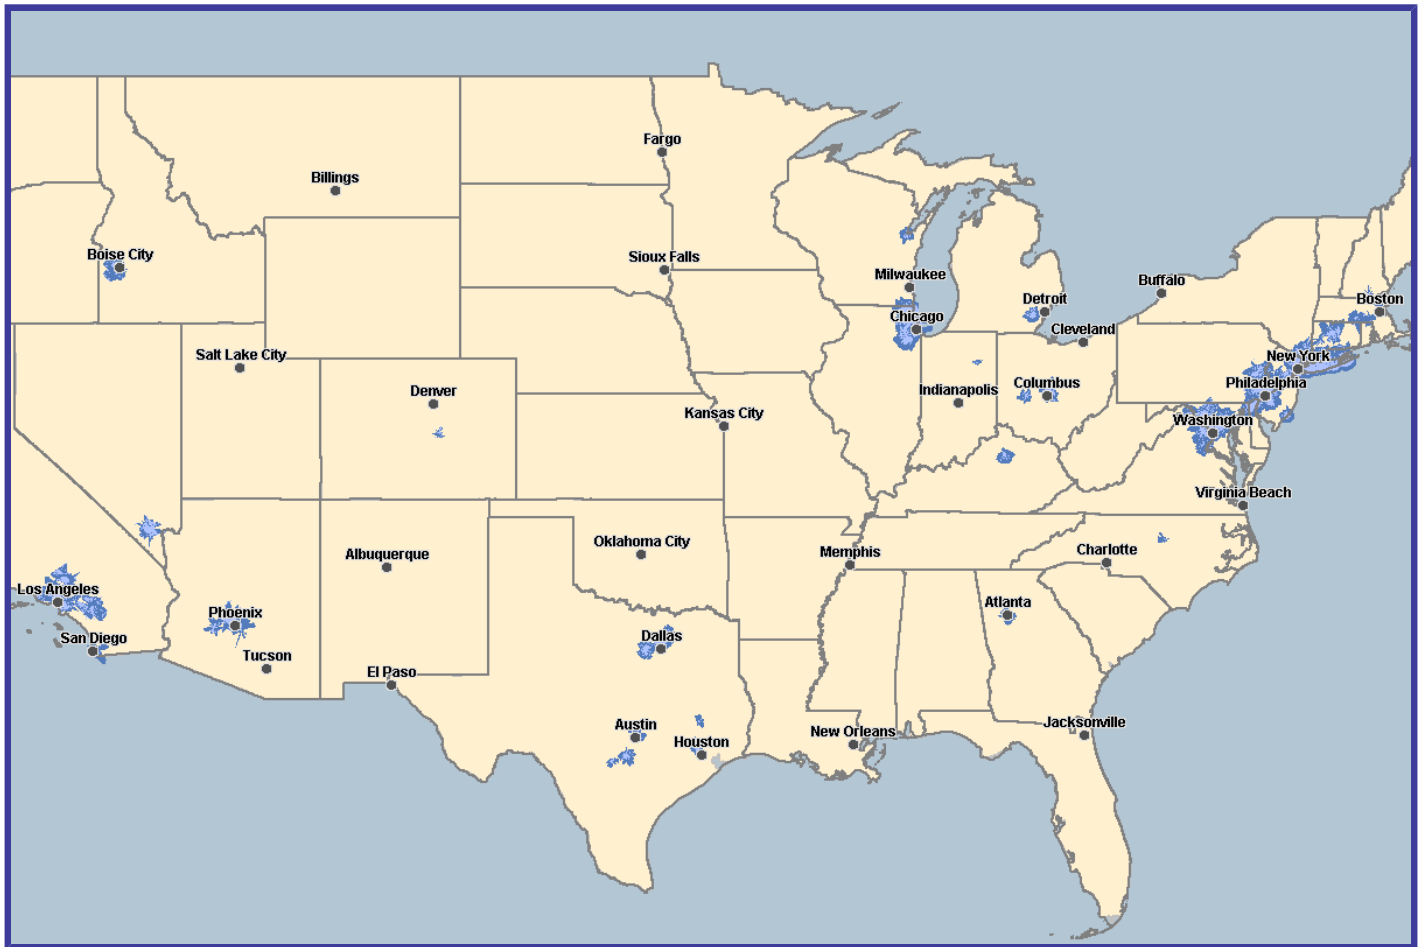 Fargo
Billings
Boise City
Sioux Falls
Milwaukee
Buffalo
Detroit
Boston
Chicago
Cleveland
Salt Lake City
New York
Denver
Indianapolis
Columbus
Philadelphia
Kansas City
Washington
Virginia Beach
Oklahoma City
Albuquerque
Memphis
Charlotte
Los Angeles
Phoenix
Atlanta
San Diego
Dallas
Tucson
El Paso
Austin
Houston
New Orleans
Jacksonville